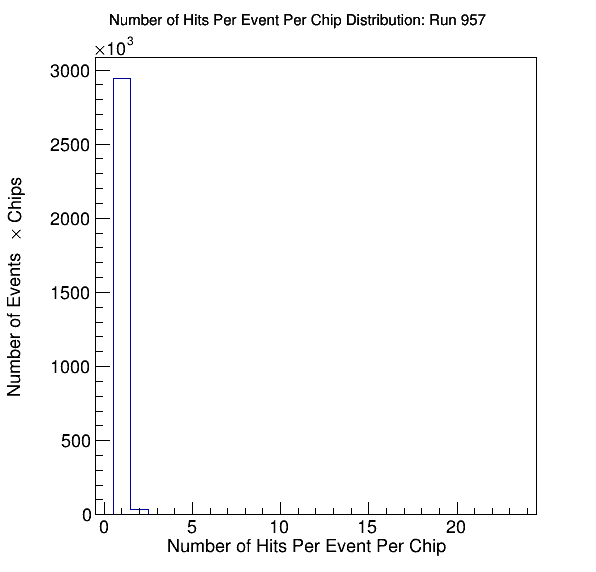 Number of Hits Per Event Per Chip Distribution: Run 957
×10³
3000
2500
2000
1500
1000
500
0
Number of Events × Chips
0 5 10 15 20
Number of Hits Per Event Per Chip